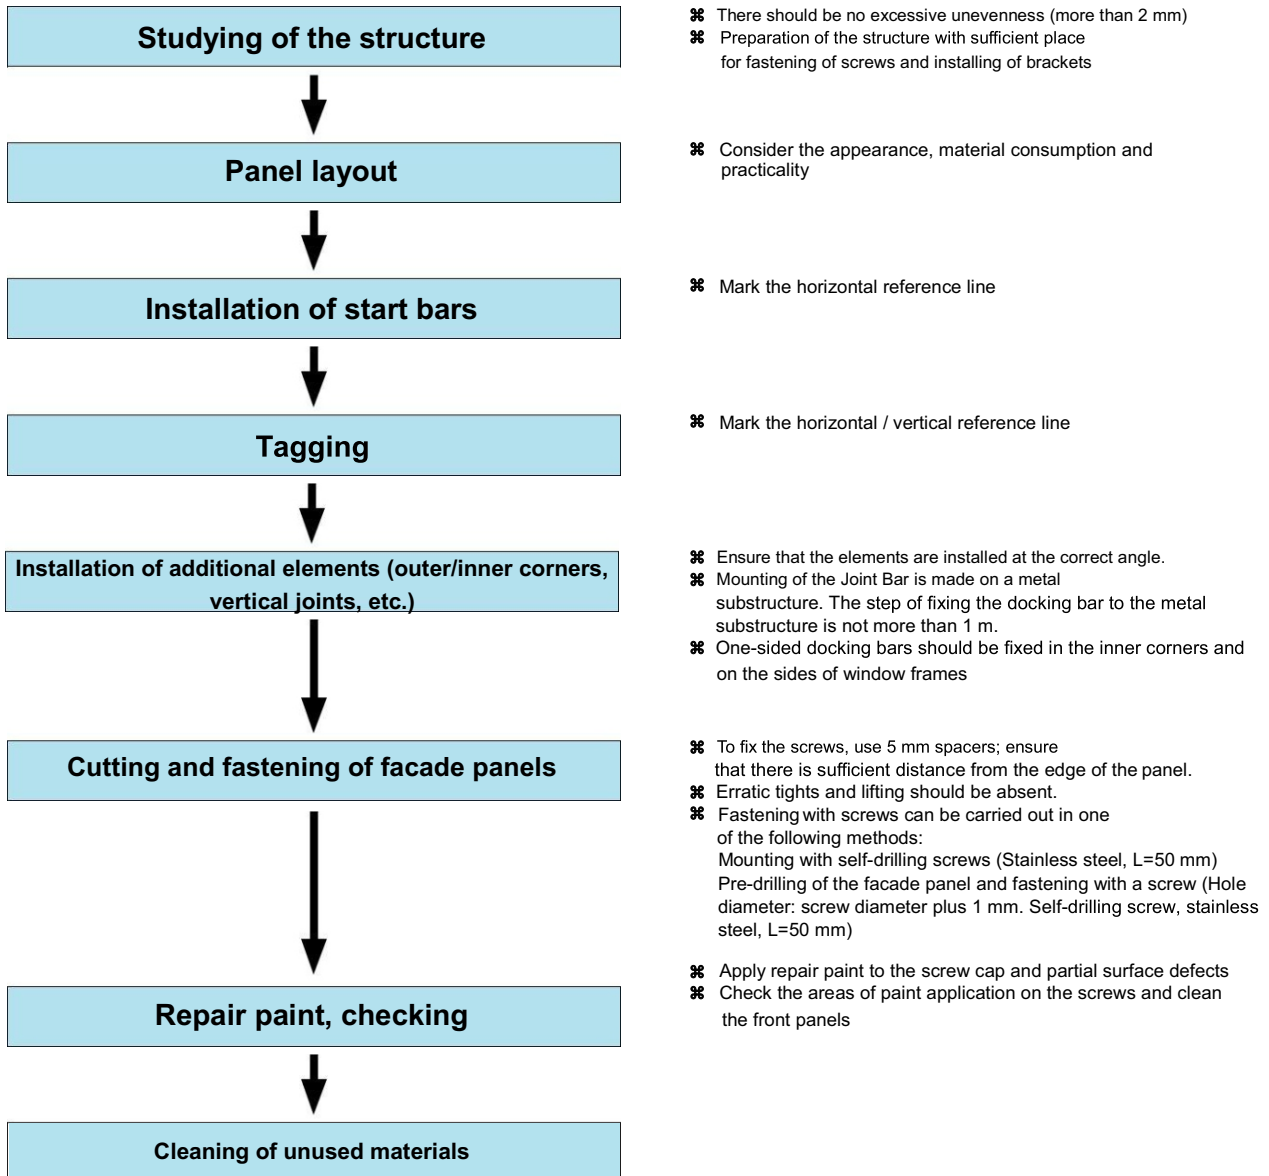 Studying of the structure
⌘ There should be no excessive unevenness (more than 2 mm)
⌘ Preparation of the structure with sufficient place
for fastening of screws and installing of brackets
Panel layout
⌘ Consider the appearance, material consumption and
practicality
Installation of start bars
⌘ Mark the horizontal reference line
Tagging
⌘ Mark the horizontal / vertical reference line
Installation of additional elements (outer/inner corners,
vertical joints, etc.)
⌘ Ensure that the elements are installed at the correct angle.
⌘ Mounting of the Joint Bar is made on a metal
substructure. The step of fixing the docking bar to the metal
substructure is not more than 1 m.
⌘ One-sided docking bars should be fixed in the inner corners and
on the sides of window frames
Cutting and fastening of facade panels
⌘ To fix the screws, use 5 mm spacers; ensure
that there is sufficient distance from the edge of the panel.
⌘ Erratic tights and lifting should be absent.
⌘ Fastening with screws can be carried out in one
of the following methods:
Mounting with self-drilling screws (Stainless steel, L=50 mm)
Pre-drilling of the facade panel and fastening with a screw (Hole
diameter: screw diameter plus 1 mm. Self-drilling screw, stainless
steel, L=50 mm)
Repair paint, checking
⌘ Apply repair paint to the screw cap and partial surface defects
⌘ Check the areas of paint application on the screws and clean
the front panels
Cleaning of unused materials